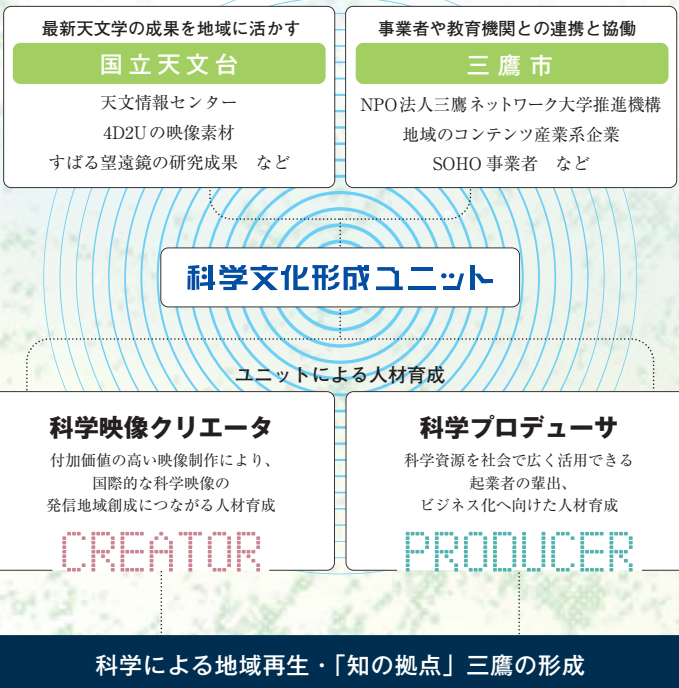 最新天文学の成果を地域に活かす
国立天文台
天文情報センター
4D2Uの映像素材
すばる望遠鏡の研究成果　など
事業者や教育機関との連携と協働
三鷹市
NPO法人三鷹ネットワーク大学推進機構
地域のコンテンツ産業系企業
SOHO 事業者　など
科学文化形成ユニット
ユニットによる人材育成
科学映像クリエータ
付加価値の高い映像制作により、
国際的な科学映像の
発信地域創成につながる人材育成
CREATOR
科学プロデューサ
科学資源を社会で広く活用できる
起業者の輩出、
ビジネス化へ向けた人材育成
PRODUCER
科学による地域再生・「知の拠点」三鷹の形成